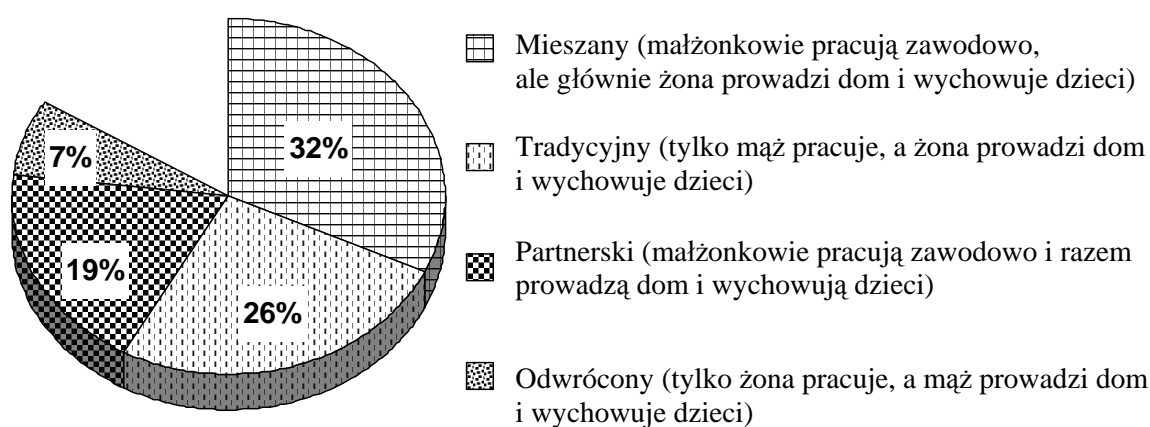 32%
26%
19%
7%
Mieszany (małżonkowie pracują zawodowo,
ale głównie żona prowadzi dom i wychowuje dzieci)
Tradycyjny (tylko mąż pracuje, a żona prowadzi dom
i wychowuje dzieci)
Partnerski (małżonkowie pracują zawodowo i razem
prowadzą dom i wychowują dzieci)
Odwrócony (tylko żona pracuje, a mąż prowadzi dom
i wychowuje dzieci)